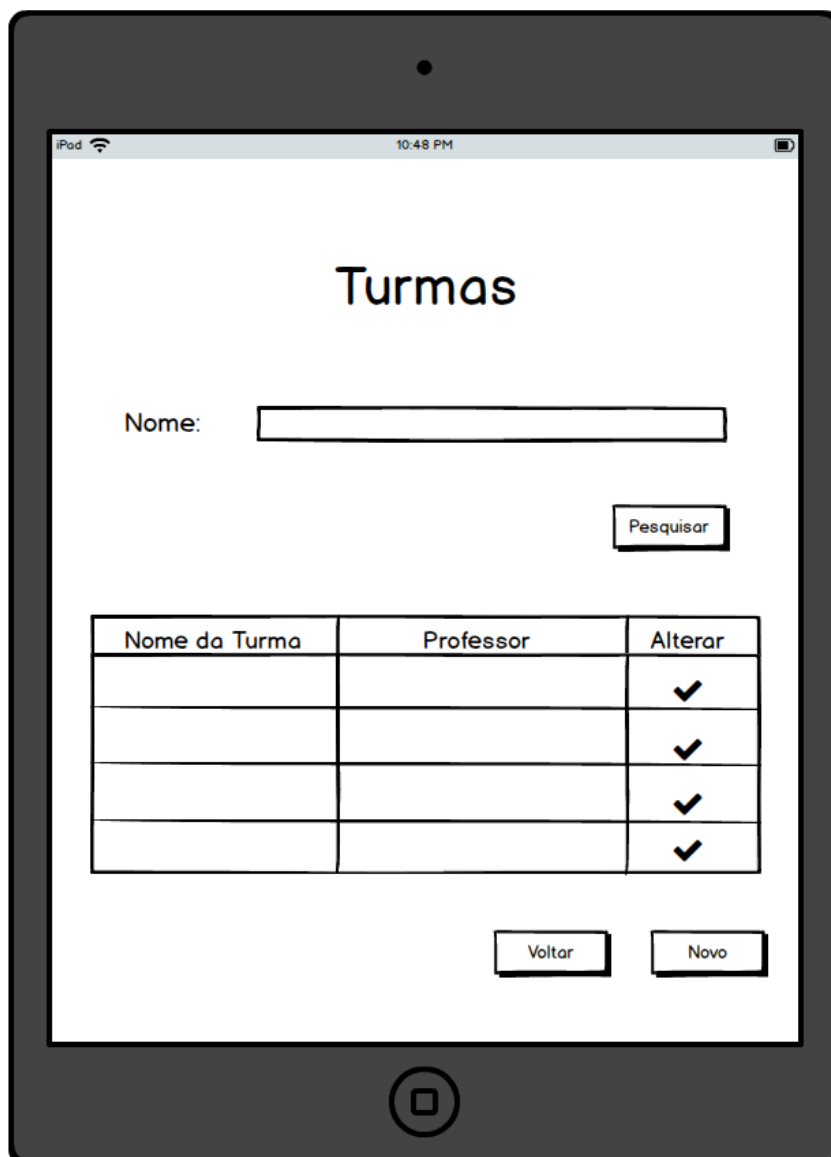 iPad 10:48 PM
Turmas
Nome:
Pesquisar
Nome da Turma Professor Alterar
Voltar Novo